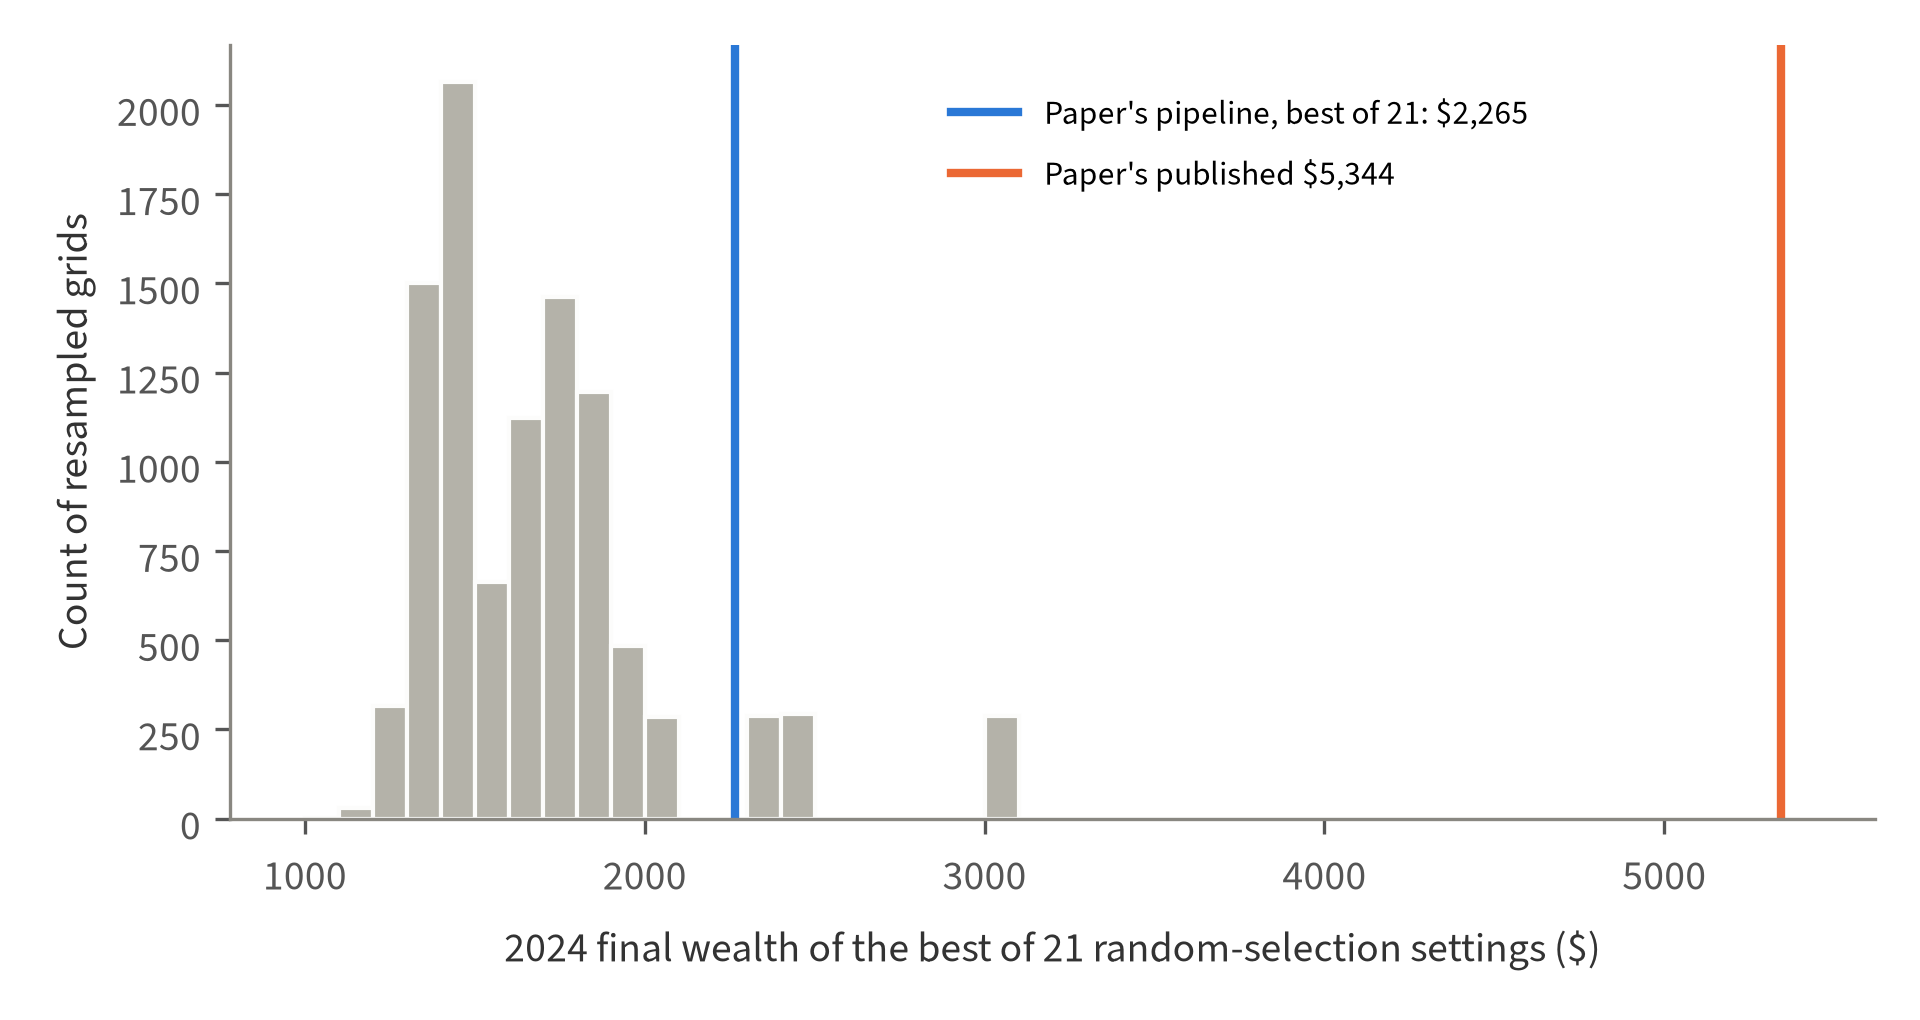 Paper's pipeline, best of 21: $2,265
Paper's published $5,344
Count of resampled grids
2000
1750
1500
1250
1000
750
500
250
0
1000 2000 3000 4000 5000
2024 final wealth of the best of 21 random-selection settings ($)